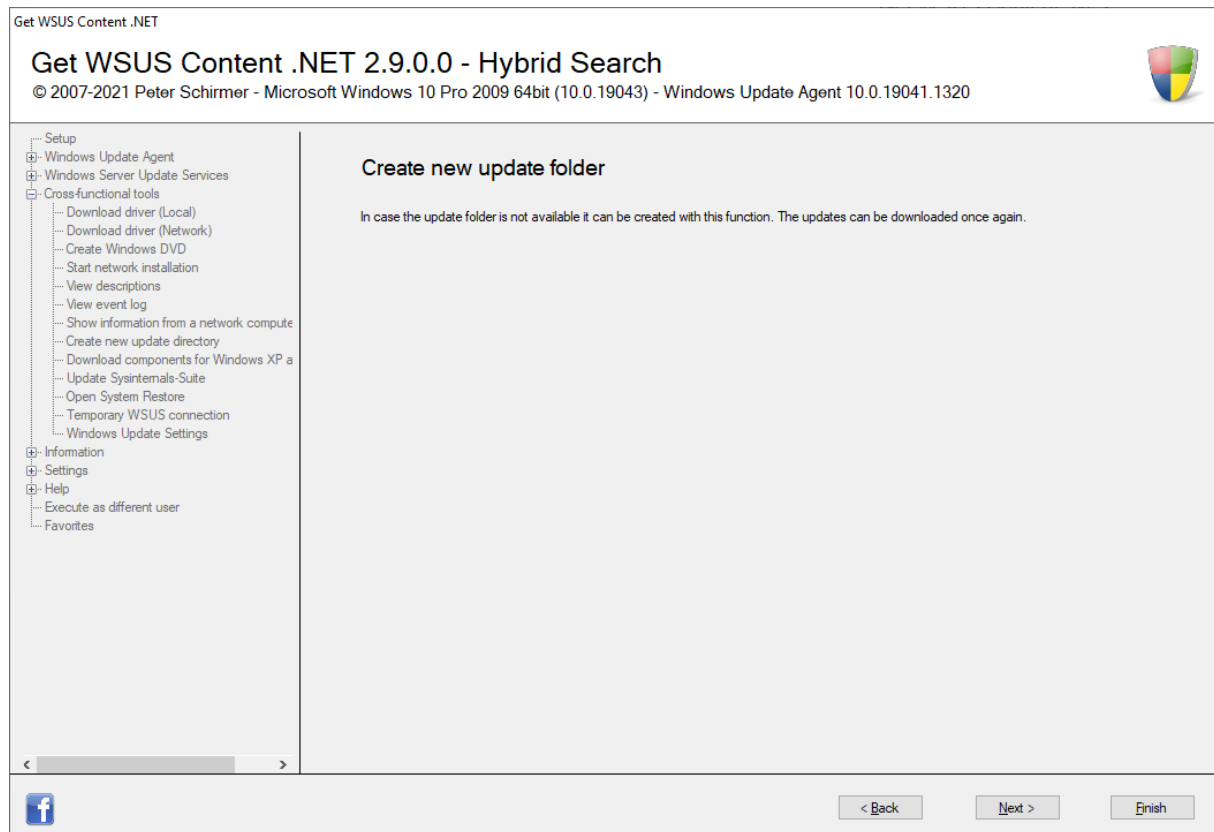 Get WSUS Content .NET
Get WSUS Content .NET 2.9.0.0 - Hybrid Search
© 2007-2021 Peter Schirmer - Microsoft Windows 10 Pro 2009 64bit (10.0.19043) - Windows Update Agent 10.0.19041.1320
Setup
Windows Update Agent
Windows Server Update Services
Cross-functional tools
Download driver (Local)
Download driver (Network)
Create Windows DVD
Start network installation
View descriptions
View event log
Show information from a network compute
Create new update directory
Download components for Windows XP a
Update Sysinternals-Suite
Open System Restore
Temporary WSUS connection
Windows Update Settings
Information
Settings
Help
Execute as different user
Favorites
Create new update folder
In case the update folder is not available it can be created with this function. The updates can be downloaded once again.
< Back
Next >
Finish